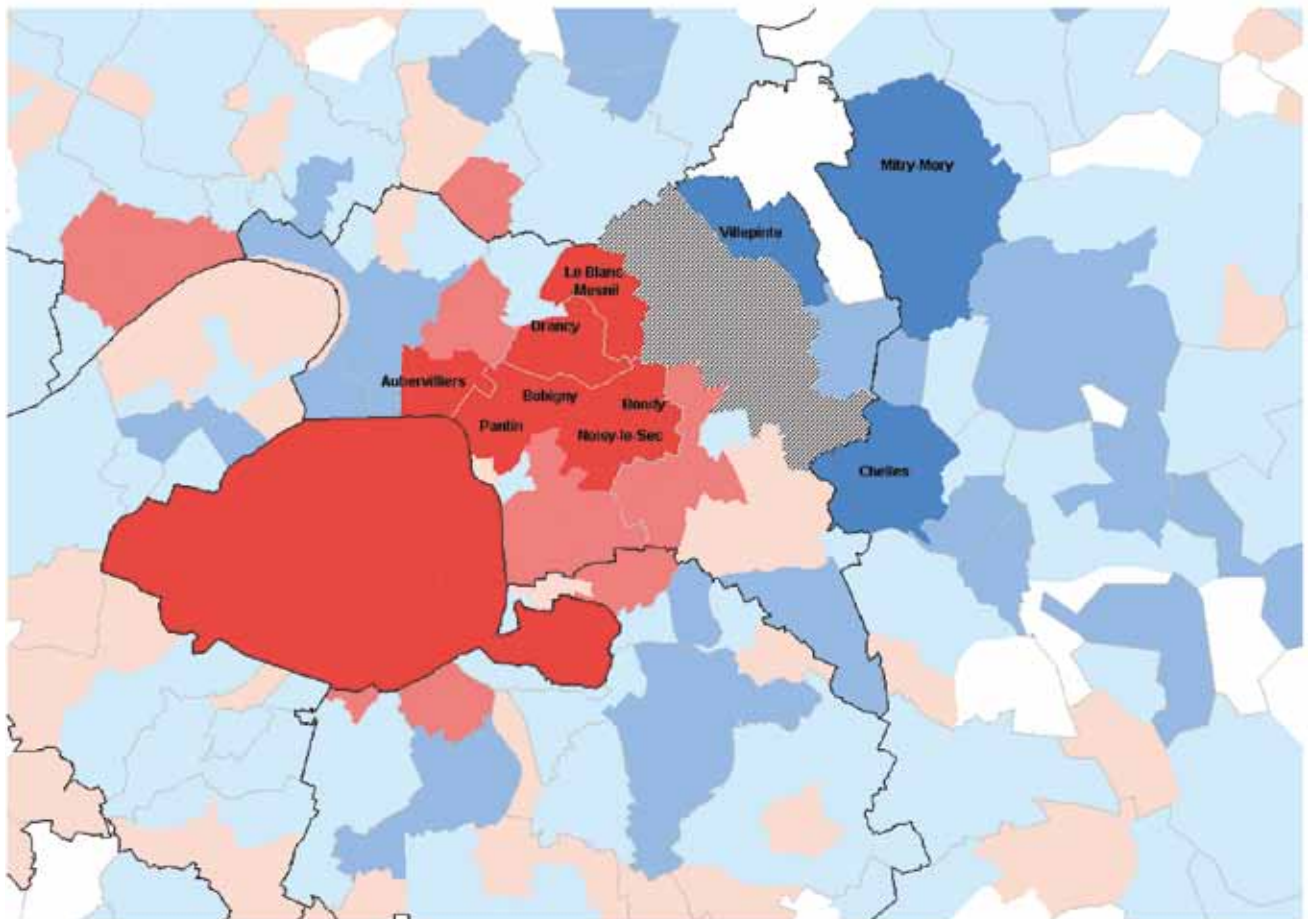 Mitry-Mory
Villepinte
Le Blanc
-Mesnil
Drancy
Aubervilliers
Bobigny
Bondy
Pantin
Noisy-le-Sec
Chelles